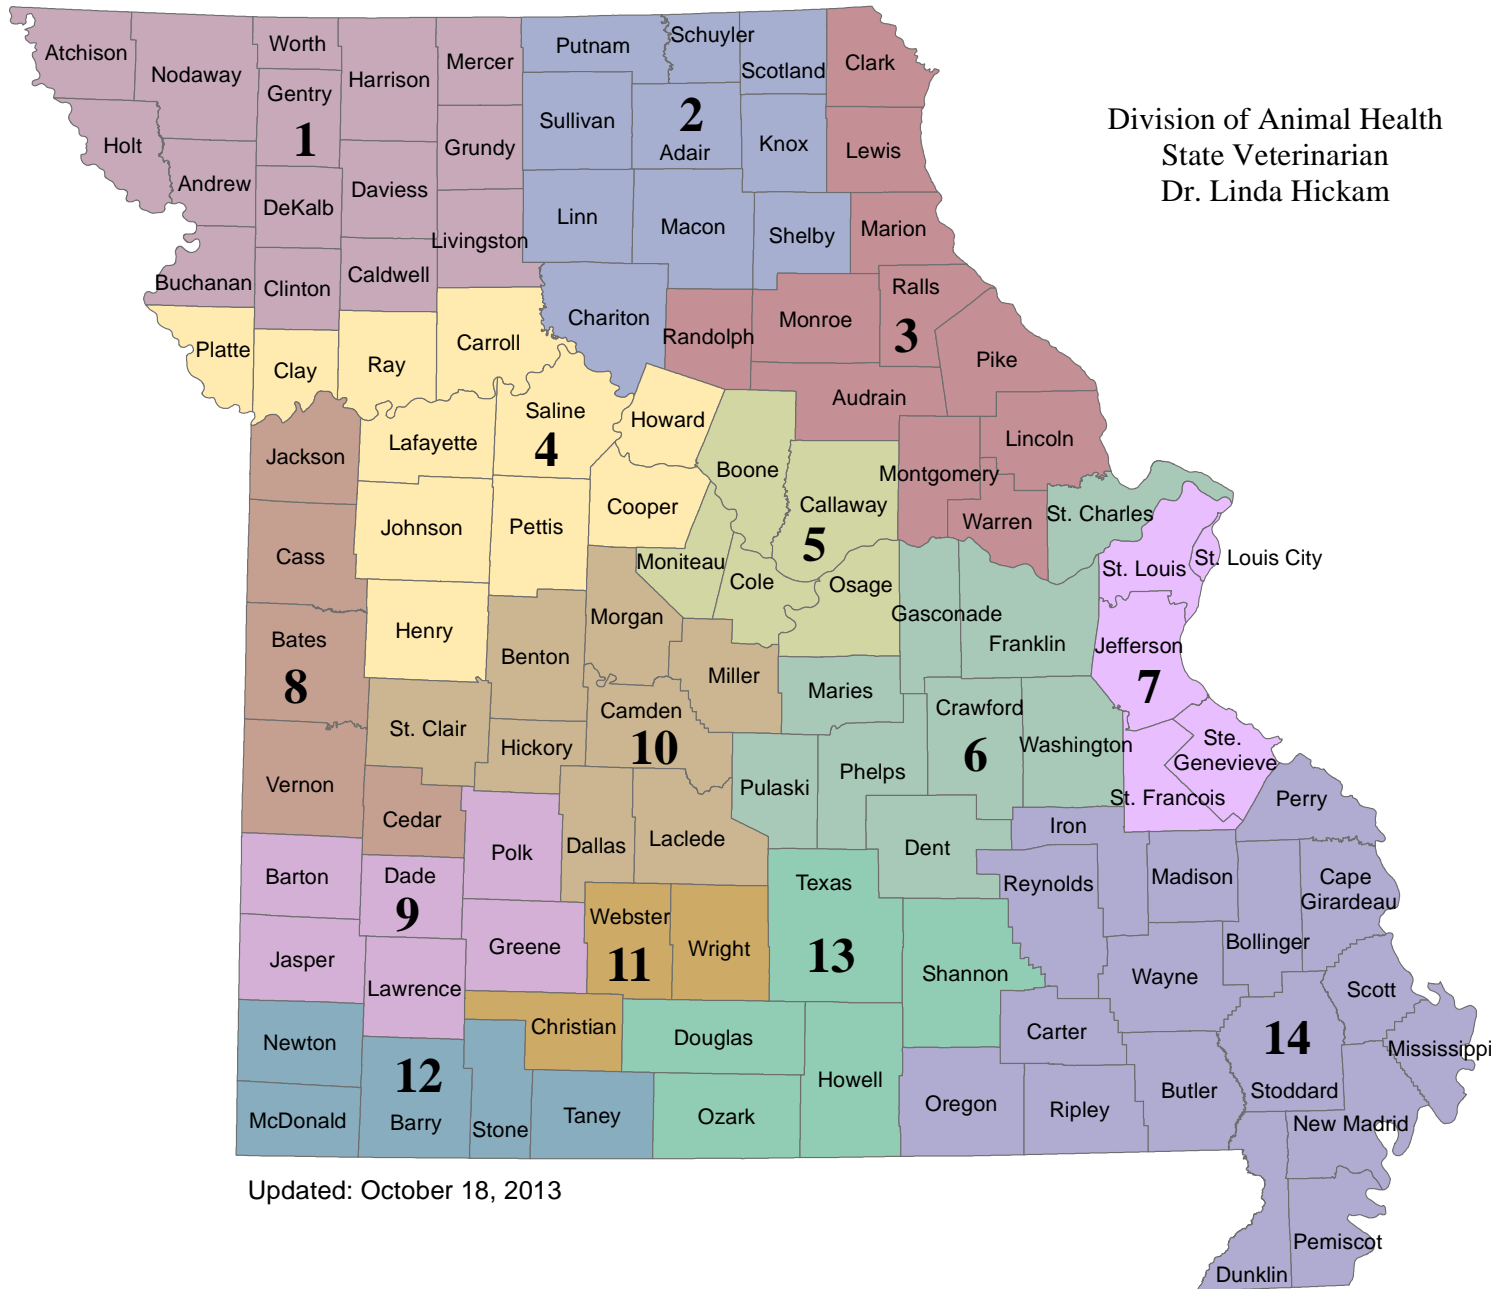 Atchison
Nodaway
Worth
Harrison
Mercer
Putnam
Schuyler
Scotland
Clark
Gentry
1
Holt
Andrew
DeKalb
Daviess
Grundy
Livingston
Buchanan
Clinton
Caldwell
Sullivan
2
Adair
Knox
Lewis
Linn
Macon
Shelby
Marion
Chariton
Randolph
Monroe
Ralls
3
Pike
Audrain
Lincoln
Montgomery
Warren
Division of Animal Health
State Veterinarian
Dr. Linda Hickam
Platte
Clay
Ray
Carroll
Saline
4
Howard
Lafayette
Johnson
Pettis
Cooper
Henry
Boone
Callaway
5
Moniteau
Cole
Osage
St. Charles
St. Louis
St. Louis City
Gasconade
Franklin
Jefferson
7
Maries
Crawford
6
Washington
Pulaski
Phelps
Dent
Ste.
Genevieve
St. Francois
Jackson
Cass
Bates
8
Vernon
Cedar
Morgan
Benton
Miller
Camden
10
St. Clair
Hickory
Dallas
Laclede
Polk
Barton
Dade
9
Greene
Jasper
Lawrence
Webster
11
Wright
Christian
Newton
12
McDonald
Barry
Stone
Taney
Texas
13
Shannon
Douglas
Howell
Ozark
Perry
Iron
Reynolds
Madison
Cape
Girardeau
Bollinger
Wayne
Scott
Carter
14
Stoddard
Mississippi
Oregon
Ripley
Butler
New Madrid
Pemiscot
Dunklin
Updated: October 18, 2013